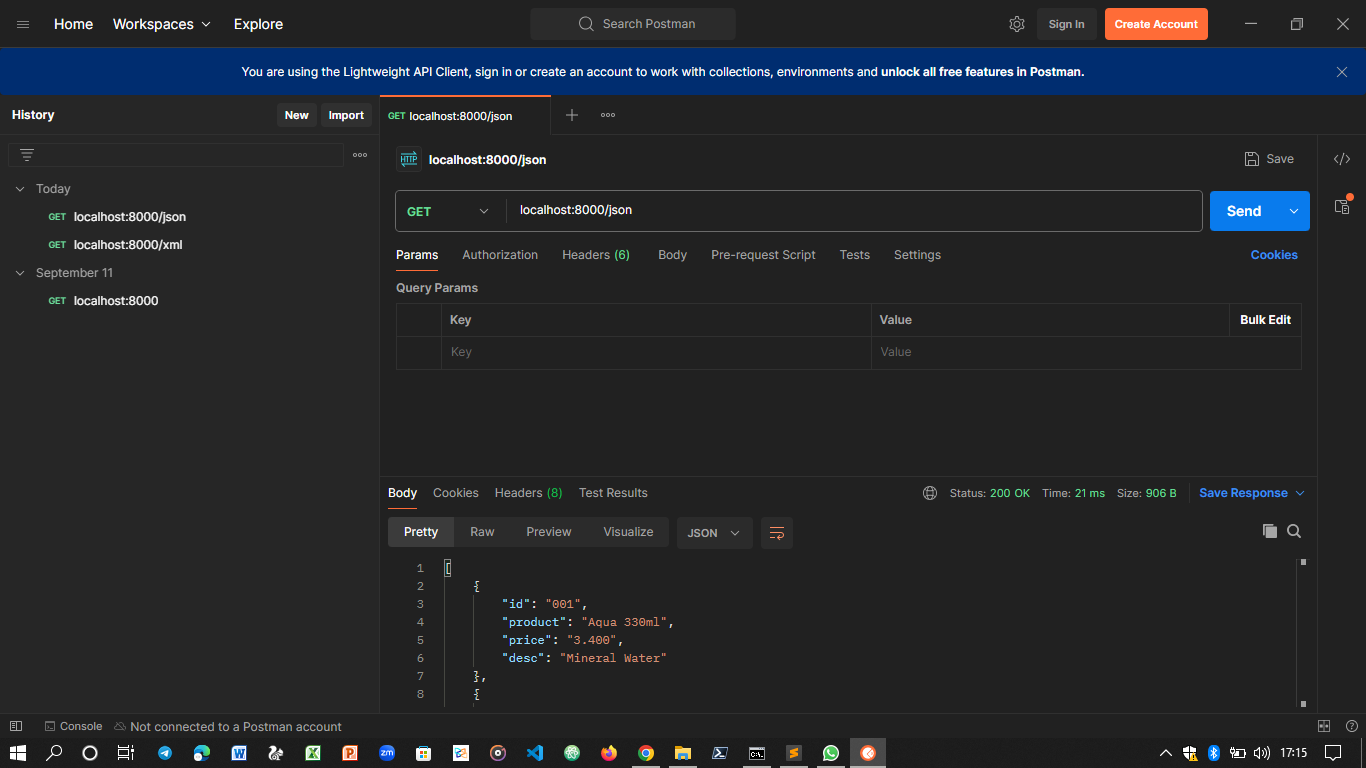 Home Workspaces Explore Search Postman Sign In Create Account
You are using the Lightweight API Client, sign in or create an account to work with collections, environments and unlock all free features in Postman.
History New Import GET localhost:8000/json
HTTP localhost:8000/json Save
Today
GET localhost:8000/json
GET localhost:8000/xml
September 11
GET localhost:8000
GET localhost:8000/json Send
Params Authorization Headers (6) Body Pre-request Script Tests Settings Cookies
Query Params
Key Value Bulk Edit
Key Value
Body Cookies Headers (8) Test Results Status: 200 OK Time: 21 ms Size: 906 B Save Response
Pretty Raw Preview Visualize JSON
1 [
2 {
3 "id": "001",
4 "product": "Aqua 330ml",
5 "price": "3.400",
6 "desc": "Mineral Water"
7 },
8 {
Console Not connected to a Postman account
17:15